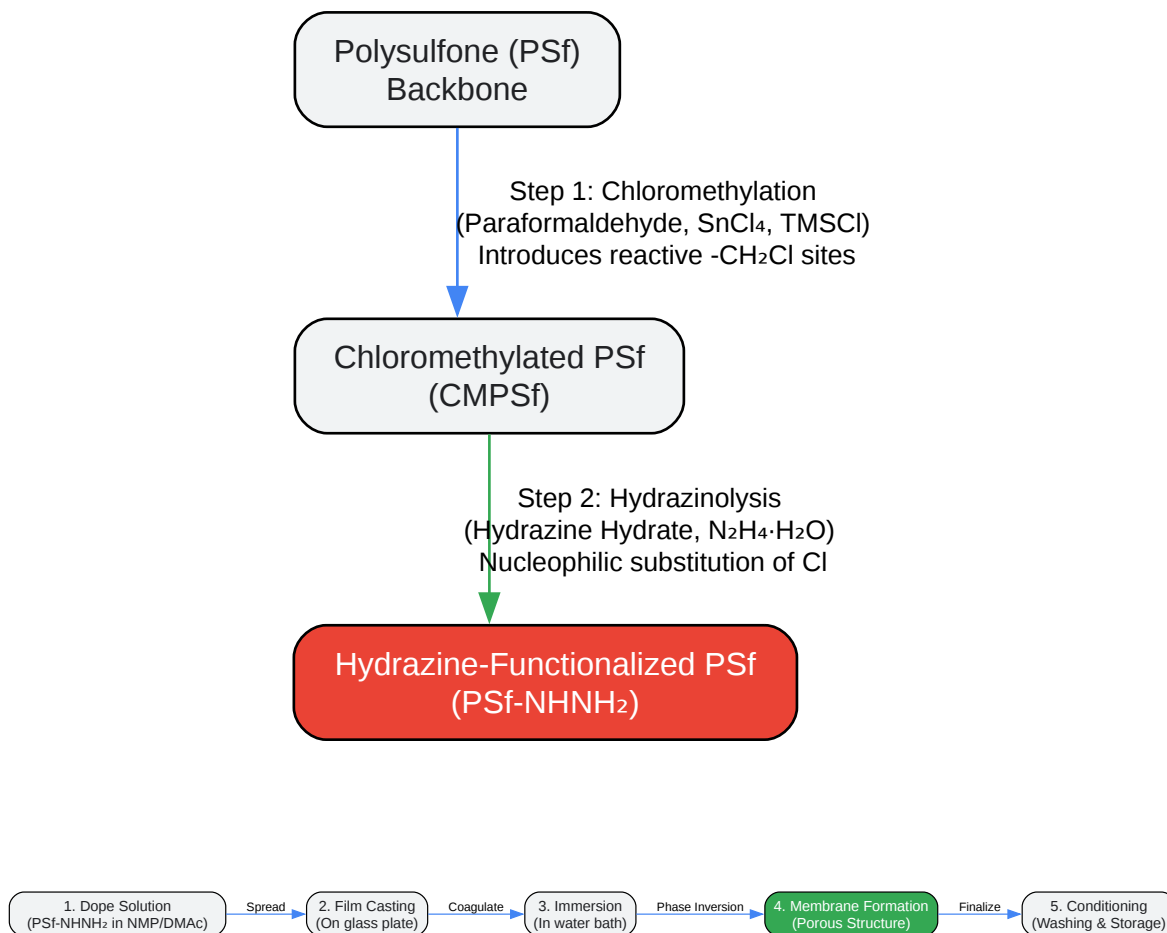 Polysulfone (PSf)
Backbone
Step 1: Chloromethylation
(Paraformaldehyde, SnCl₄, TMSCl)
Introduces reactive -CH₂Cl sites
Chloromethylated PSf
(CMPSf)
Step 2: Hydrazinolysis
(Hydrazine Hydrate, N₂H₄·H₂O)
Nucleophilic substitution of Cl
Hydrazine-Functionalized PSf
(PSf-NHNH₂)
1. Dope Solution
(PSf-NHNH₂ in NMP/DMAc)
Spread
2. Film Casting
(On glass plate)
Coagulate
3. Immersion
(In water bath)
Phase Inversion
4. Membrane Formation
(Porous Structure)
Finalize
5. Conditioning
(Washing & Storage)